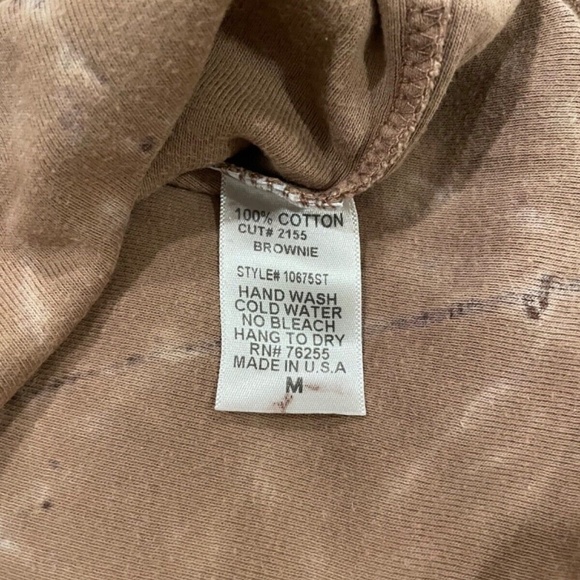 100% COTTON
CUT# 2155
BROWNIE
STYLE# 10675ST
HAND WASH
COLD WATER
NO BLEACH
HANG TO DRY
RN# 76255
MADE IN U.S.A
M